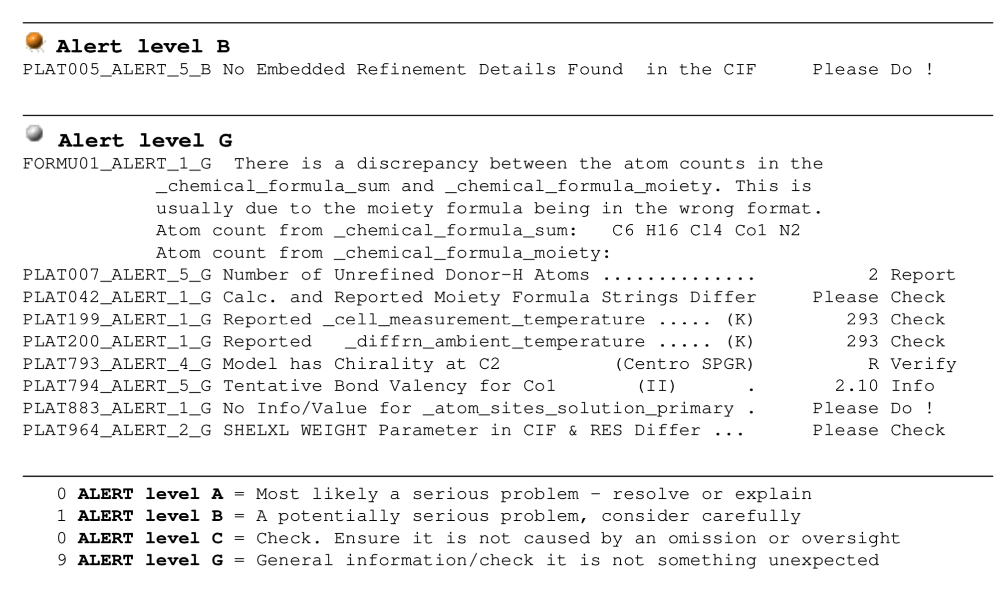 Alert level B
PLAT005_ALERT_5_B No Embedded Refinement Details Found  in the CIF     Please Do !
Alert level G
FORMU01_ALERT_1_G  There is a discrepancy between the atom counts in the
_chemical_formula_sum and _chemical_formula_moiety. This is
usually due to the moiety formula being in the wrong format.
Atom count from _chemical_formula_sum:   C6 H16 Cl4 Co1 N2
Atom count from _chemical_formula_moiety:
PLAT007_ALERT_5_G Number of Unrefined Donor-H Atoms ..............          2 Report
PLAT042_ALERT_1_G Calc. and Reported Moiety Formula Strings Differ     Please Check
PLAT199_ALERT_1_G Reported _cell_measurement_temperature ..... (K)        293 Check
PLAT200_ALERT_1_G Reported   _diffrn_ambient_temperature ..... (K)        293 Check
PLAT793_ALERT_4_G Model has Chirality at C2          (Centro SPGR)          R Verify
PLAT794_ALERT_5_G Tentative Bond Valency for Co1       (II)      .       2.10 Info
PLAT883_ALERT_1_G No Info/Value for _atom_sites_solution_primary .     Please Do !
PLAT964_ALERT_2_G SHELXL WEIGHT Parameter in CIF & RES Differ ...      Please Check
0 ALERT level A = Most likely a serious problem - resolve or explain
1 ALERT level B = A potentially serious problem, consider carefully
0 ALERT level C = Check. Ensure it is not caused by an omission or oversight
9 ALERT level G = General information/check it is not something unexpected